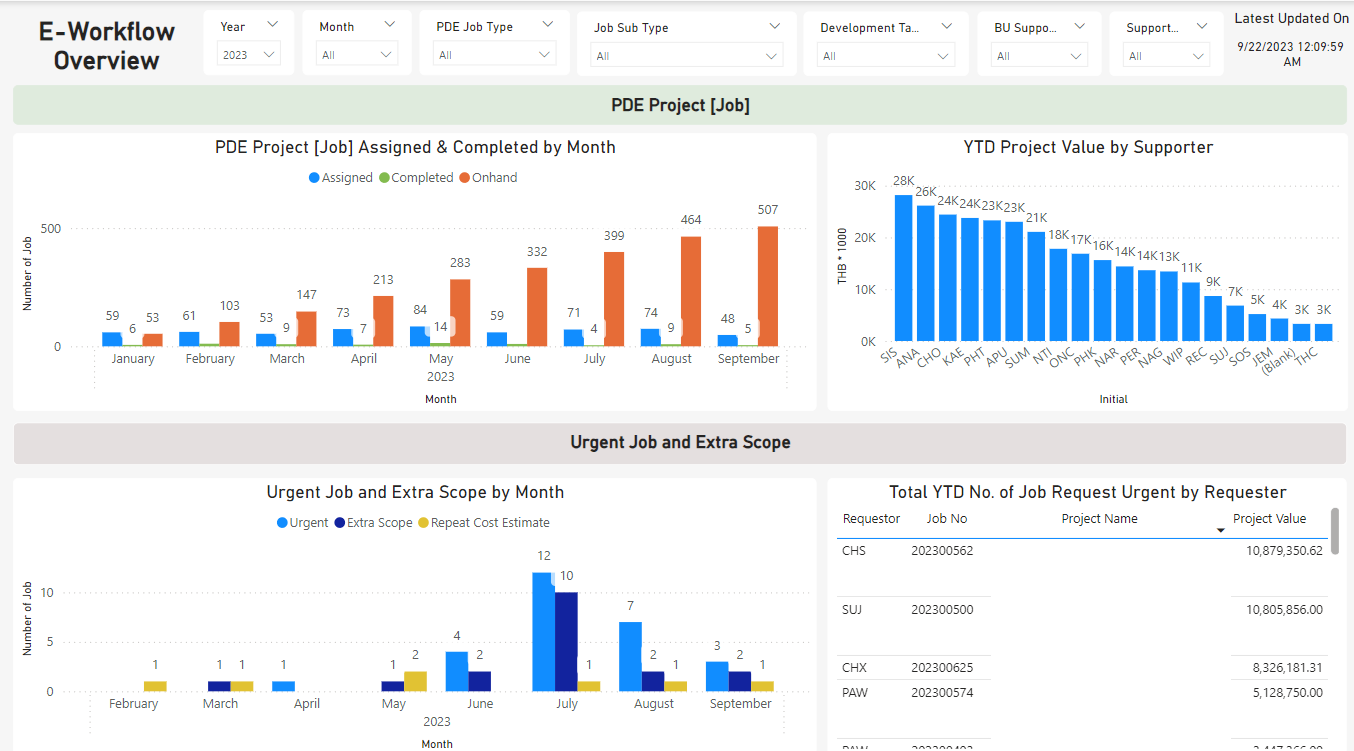 E-Workflow
Overview
Year
2023
Month
All
PDE Job Type
All
Job Sub Type
All
Development Ta...
All
BU Suppo...
All
Support...
All
Latest Updated On
9/22/2023 12:09:59
AM
PDE Project [Job]
PDE Project [Job] Assigned & Completed by Month
Assigned Completed Onhand
Number of Job
500
0
59 6 53
61 103
53 9 147
73 7 213
84 14 283
59 332
71 4 399
74 9 464
48 5 507
January February March April May June July August September
2023
Month
YTD Project Value by Supporter
THB * 1000
30K
20K
10K
0K
28K 26K 24K 24K 23K 23K 21K 18K 17K 16K 14K 14K 13K 11K 9K 7K 5K 4K 3K 3K
SIS ANA CHO KAE PHT APU SUM NTI ONC PHK NAR PER NAG WIP REC SUJ SOS JEM (Blank) THC
Initial
Urgent Job and Extra Scope
Urgent Job and Extra Scope by Month
Urgent Extra Scope Repeat Cost Estimate
Number of Job
10
5
0
1
1 1
1
1 2
4 2
12 10 1
7 2 1
3 2 1
February March April May June July August September
2023
Month
Total YTD No. of Job Request Urgent by Requester
Requestor Job No Project Name Project Value
CHS 202300562 10,879,350.62
SUJ 202300500 10,805,856.00
CHX 202300625 8,326,181.31
PAW 202300574 5,128,750.00